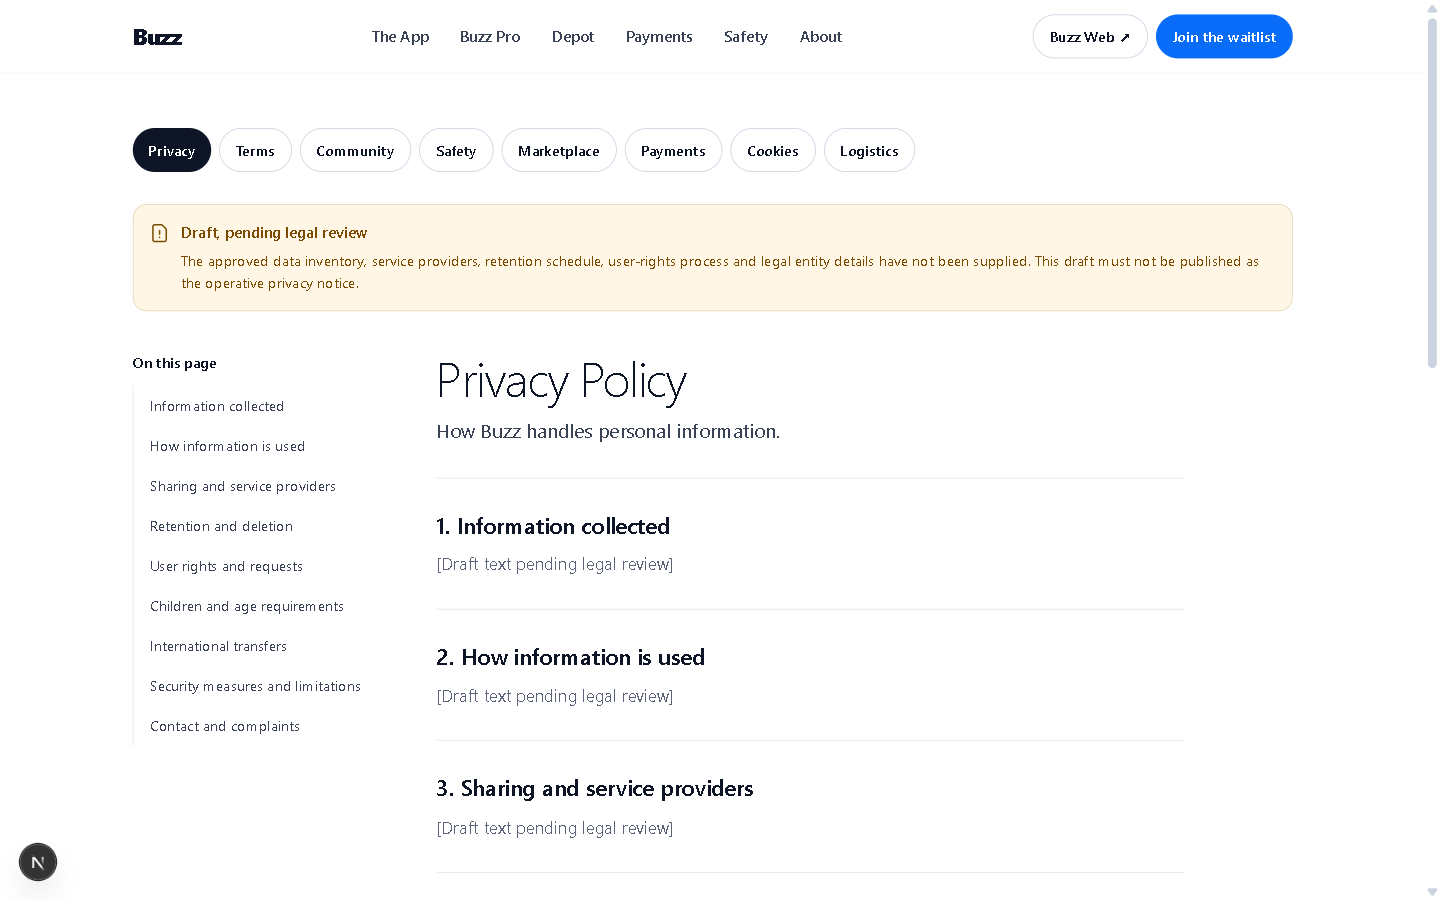 Buzz
The App
Buzz Pro
Depot
Payments
Safety
About
Buzz Web ↗
Join the waitlist
Privacy
Terms
Community
Safety
Marketplace
Payments
Cookies
Logistics
Draft, pending legal review
The approved data inventory, service providers, retention schedule, user-rights process and legal entity details have not been supplied. This draft must not be published as
the operative privacy notice.
On this page
Information collected
How information is used
Sharing and service providers
Retention and deletion
User rights and requests
Children and age requirements
International transfers
Security measures and limitations
Contact and complaints
Privacy Policy
How Buzz handles personal information.
1. Information collected
[Draft text pending legal review]
2. How information is used
[Draft text pending legal review]
3. Sharing and service providers
[Draft text pending legal review]
N